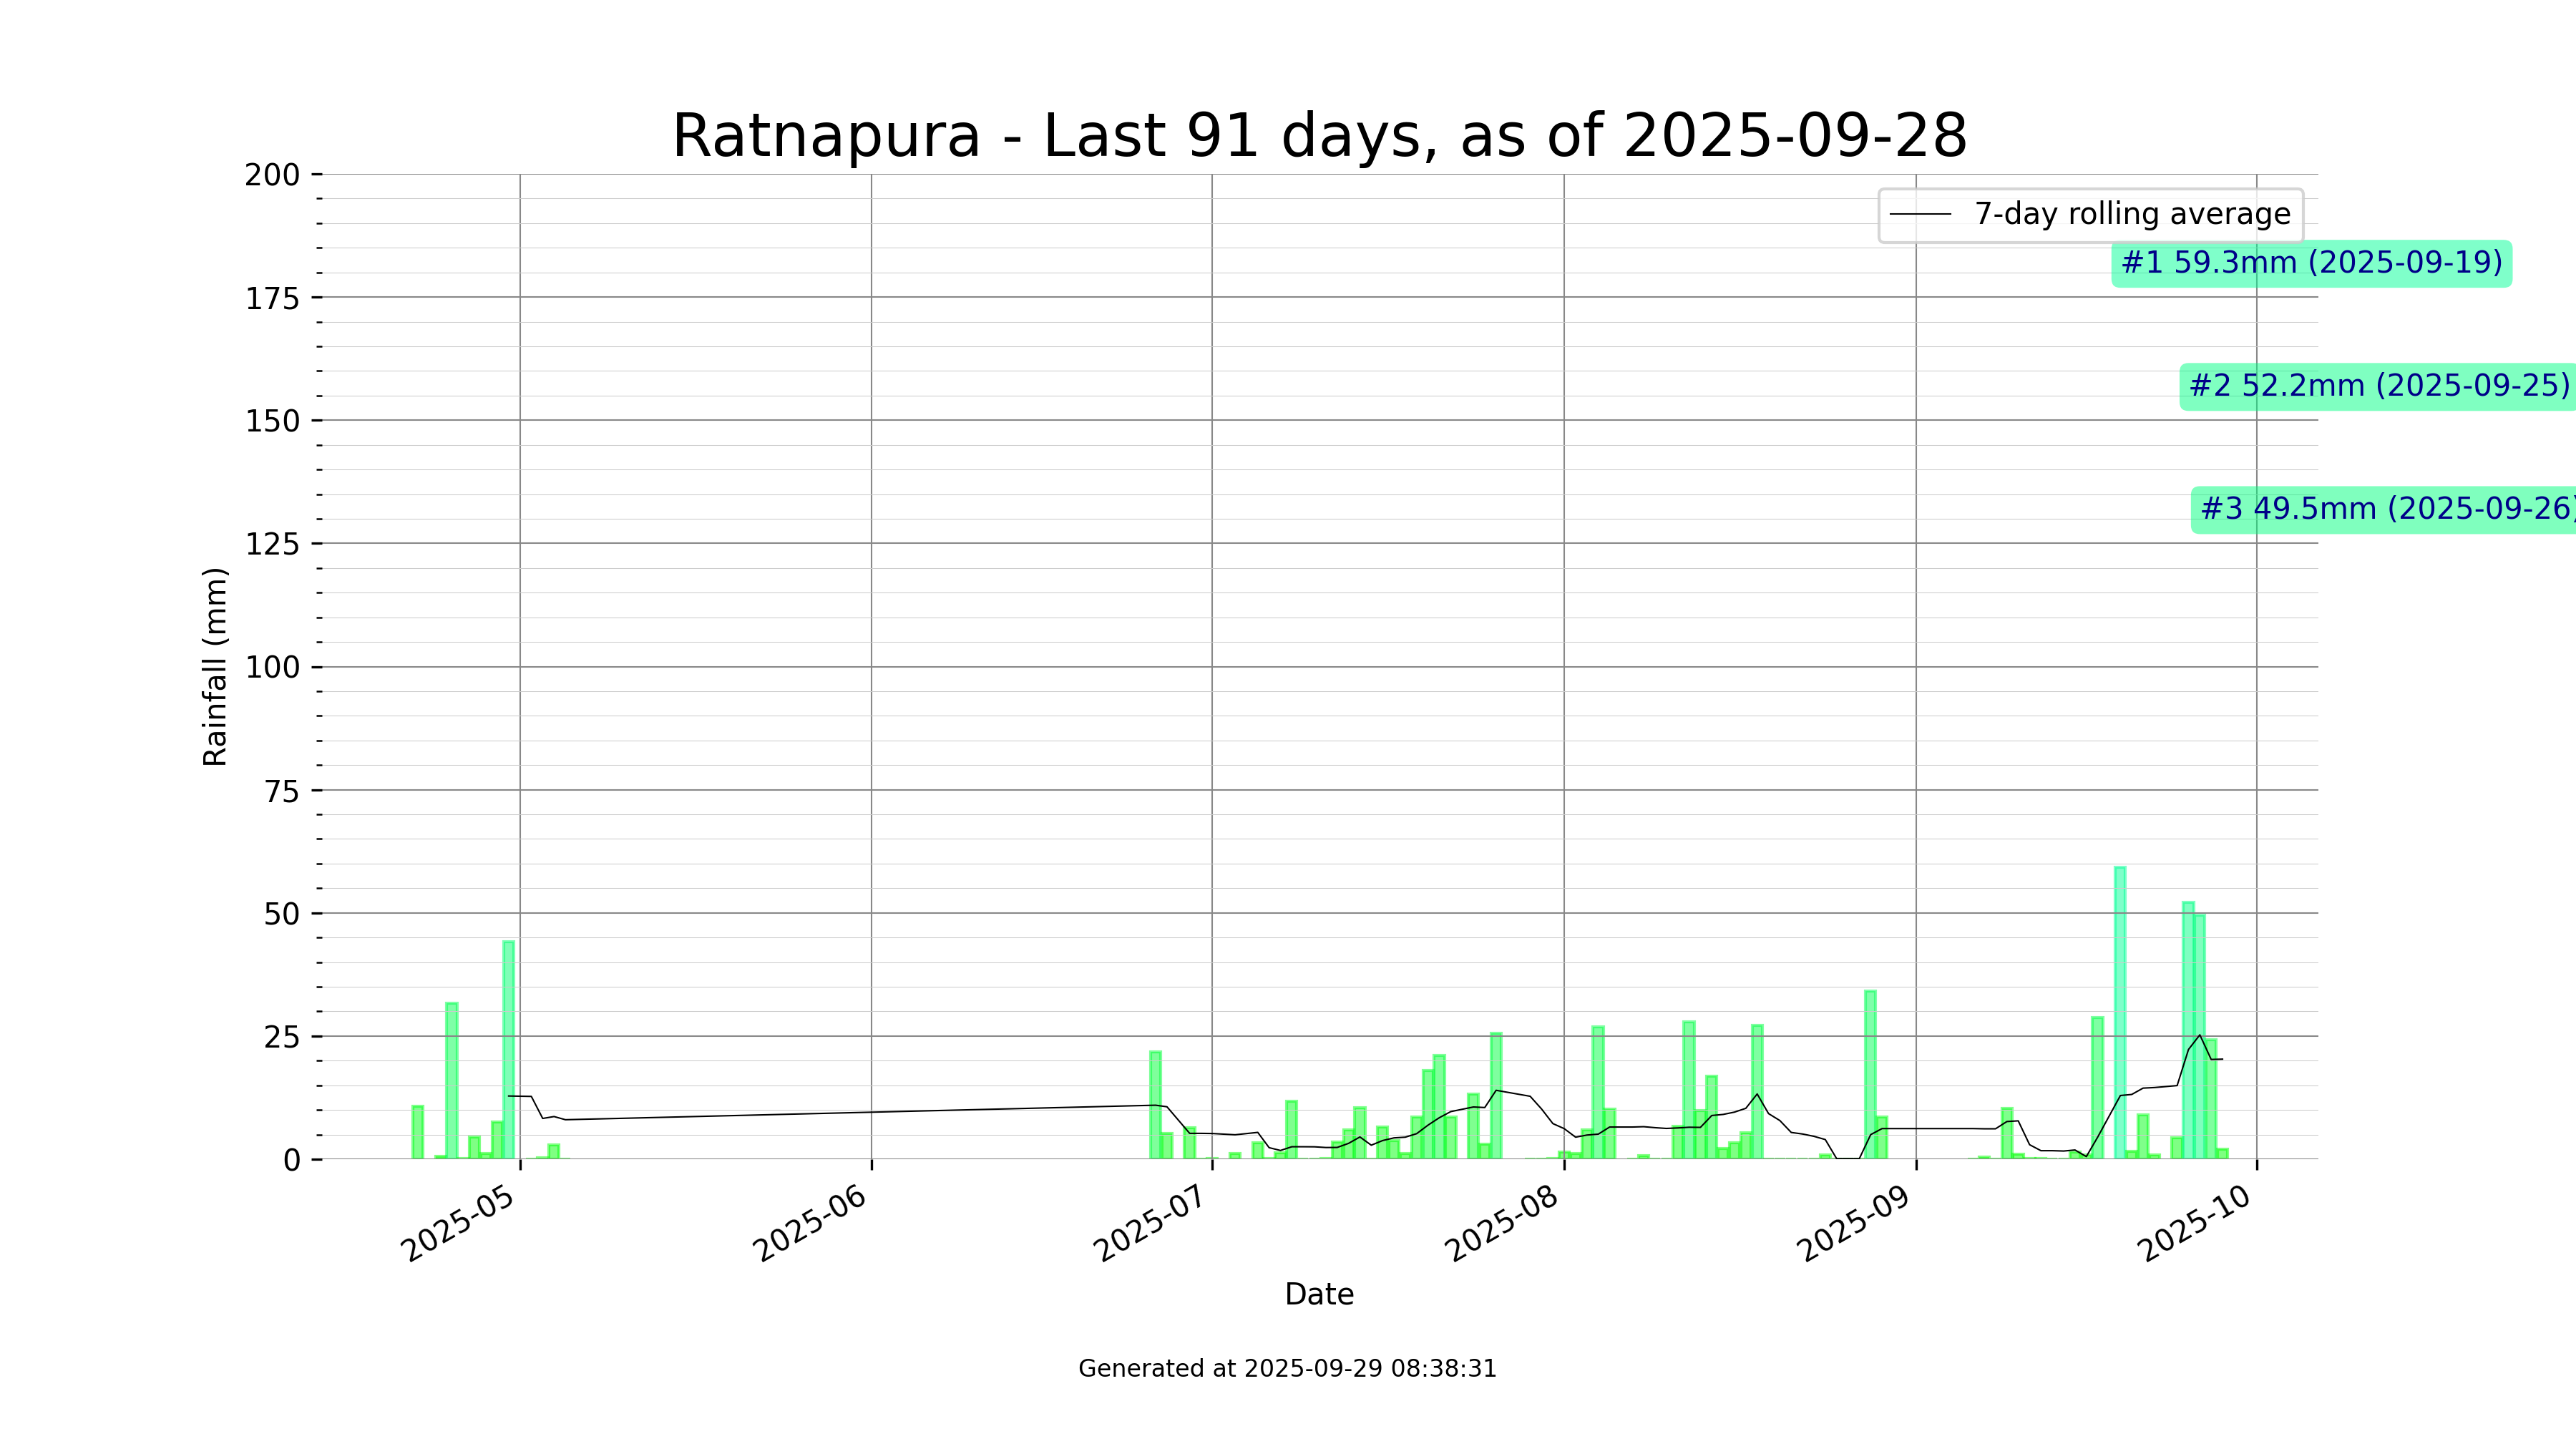 Ratnapura - Last 91 days, as of 2025-09-28
200
175
150
125
100
75
50
25
0
Rainfall (mm)
7-day rolling average
#1 59.3mm (2025-09-19)
#2 52.2mm (2025-09-25)
#3 49.5mm (2025-09-26)
2025-05
2025-06
2025-07
2025-08
2025-09
2025-10
Date
Generated at 2025-09-29 08:38:31